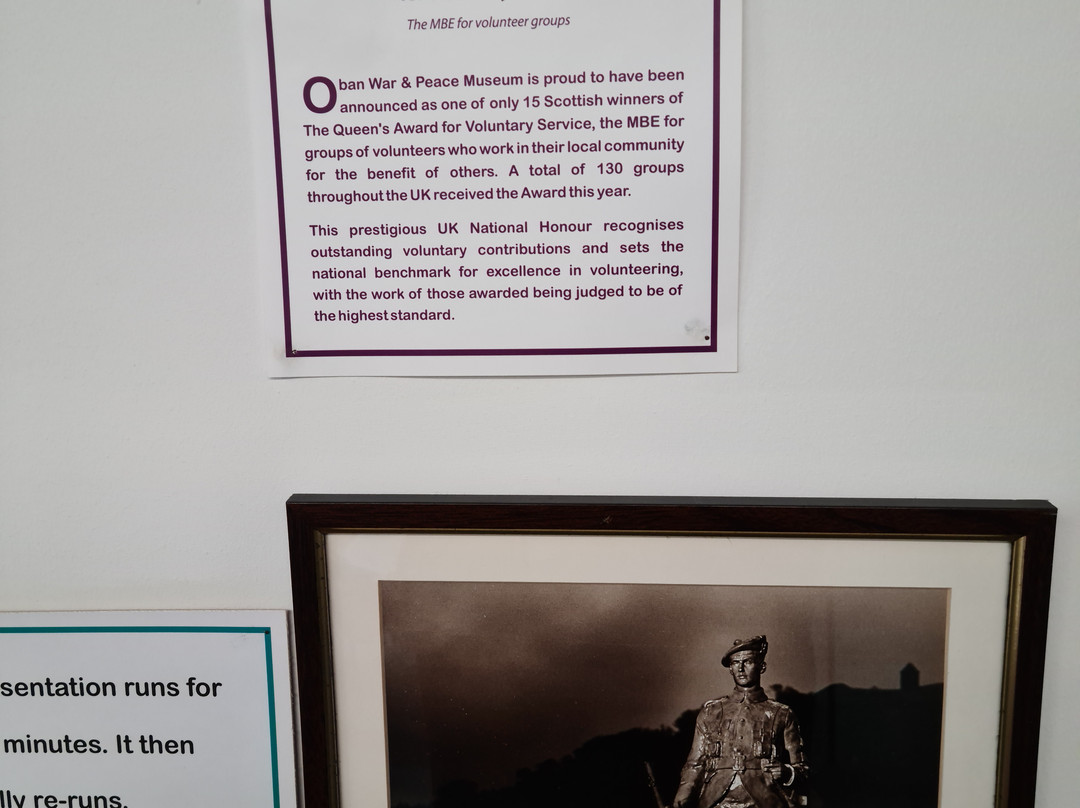 The MBE for volunteer groups
Oban War & Peace Museum is proud to have been
announced as one of only 15 Scottish winners of
The Queen's Award for Voluntary Service, the MBE for
groups of volunteers who work in their local community
for the benefit of others. A total of 130 groups
throughout the UK received the Award this year.
This prestigious UK National Honour recognises
outstanding voluntary contributions and sets the
national benchmark for excellence in volunteering,
with the work of those awarded being judged to be of
the highest standard.
sentation runs for
minutes. It then
lly re-runs.